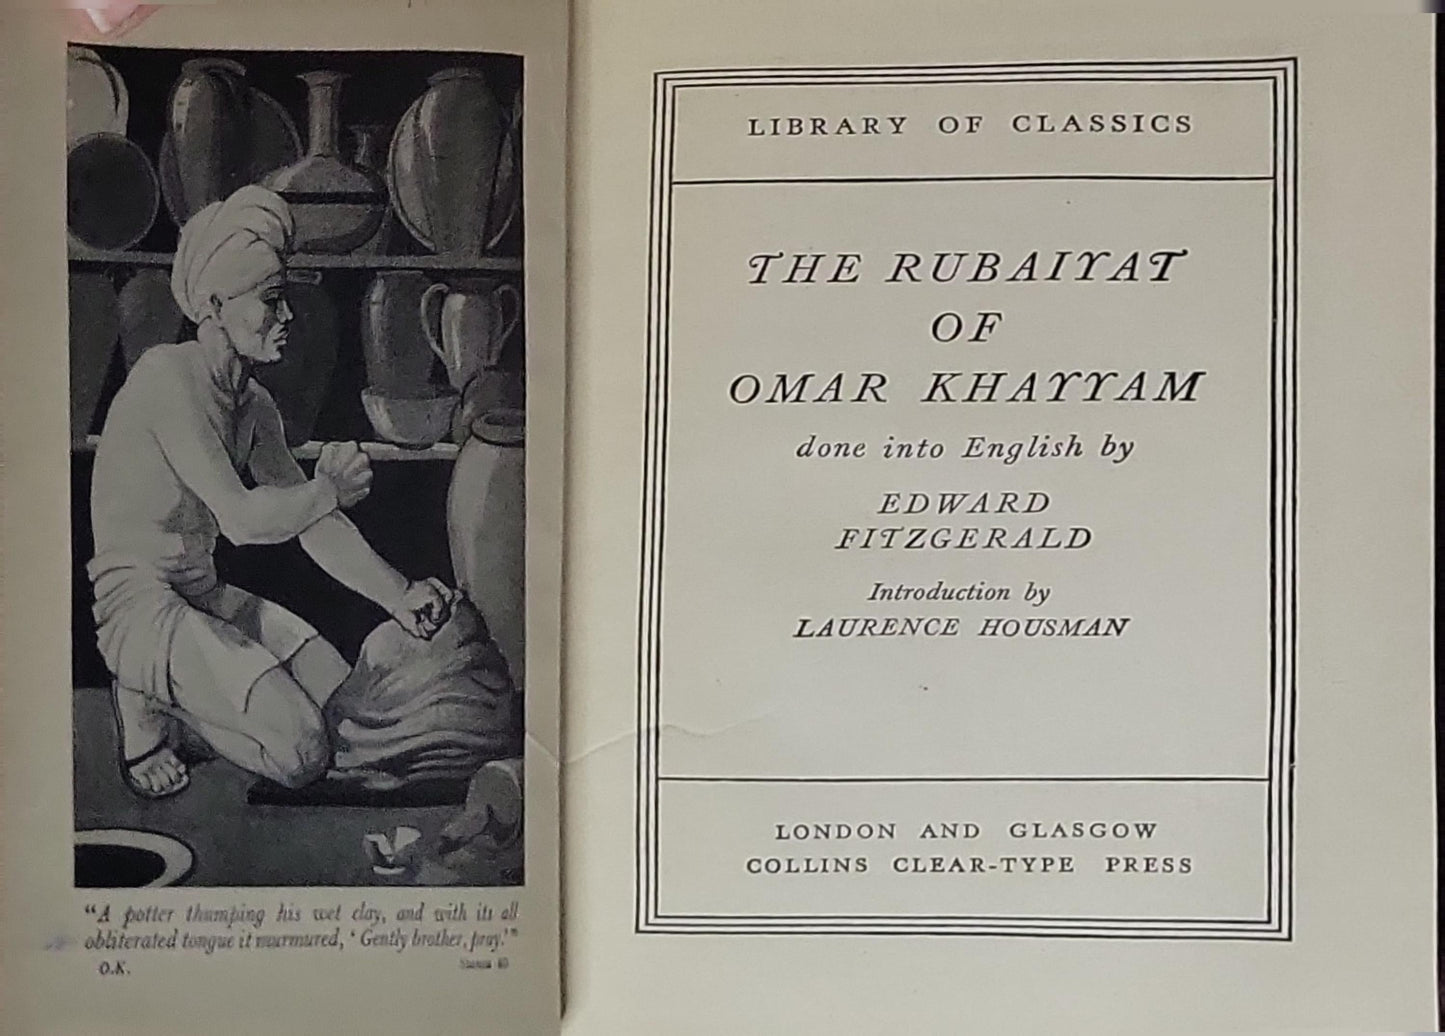 "A potter thumping his wet clay, and with its all
obliterated tongue it murmured, 'Gently brother, pray.'"
O.K.
LIBRARY OF CLASSICS
THE RUBAIYAT
OF
OMAR KHAYYAM
done into English by
EDWARD
FITZGERALD
Introduction by
LAURENCE HOUSMAN
LONDON AND GLASGOW
COLLINS CLEAR-TYPE PRESS